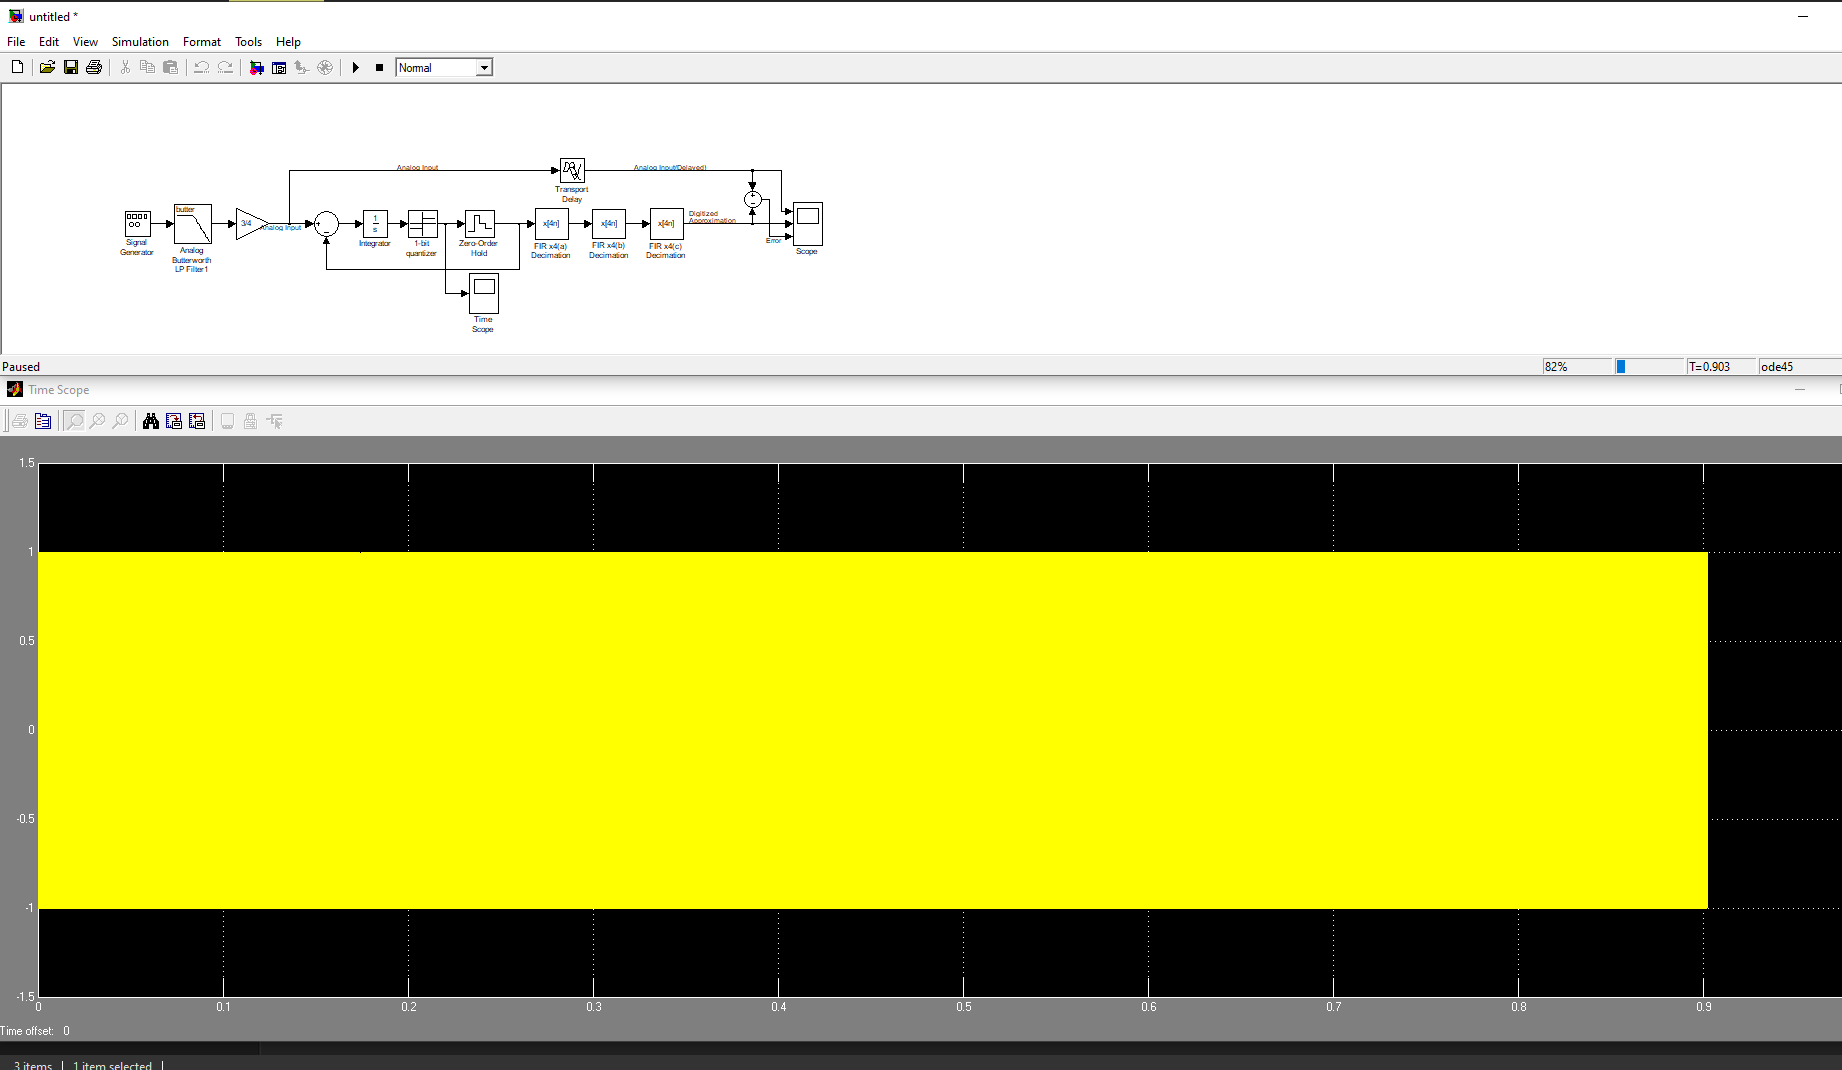 untitled *
File Edit View Simulation Format Tools Help
Normal
Analog Input
Analog Input(Delayed)
Transport
Delay
butter
3/4
Analog Input
1
s
x[4n]
x[4n]
x[4n]
Digitized
Approximation
Error
Signal
Generator
Analog
Butterworth
LP Filter1
Integrator
1-bit
quantizer
Zero-Order
Hold
FIR x4(a)
Decimation
FIR x4(b)
Decimation
FIR x4(c)
Decimation
Scope
Time
Scope
Paused
82%
T=0.903
ode45
Time Scope
1.5
1
0.5
0
-0.5
-1
-1.5
0 0.1 0.2 0.3 0.4 0.5 0.6 0.7 0.8 0.9
Time offset: 0
3 items | 1 item selected |